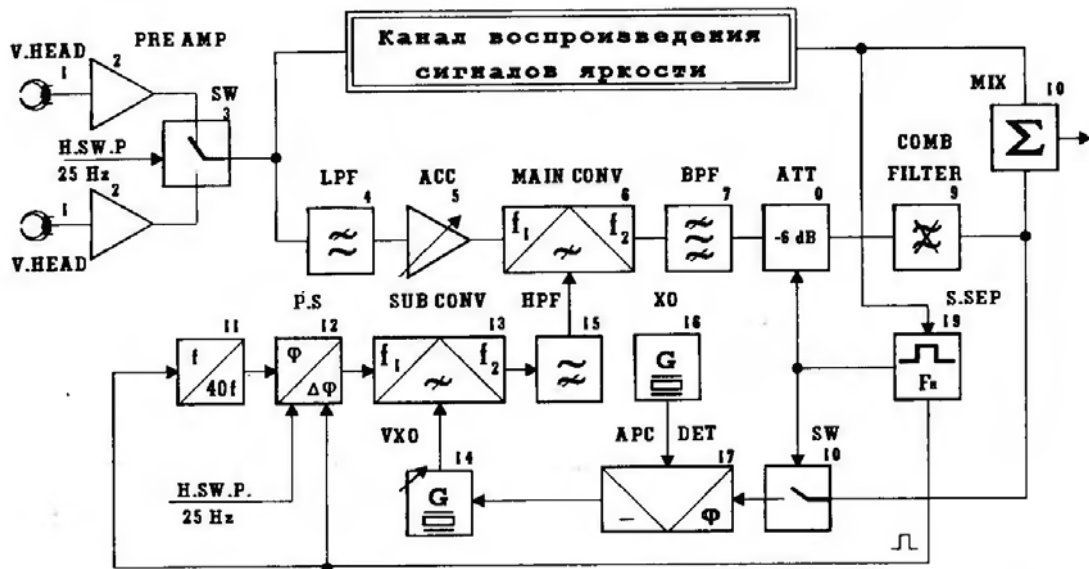 V.HEAD
1
PRE AMP
2
SW
3
H.SW.P
25 Hz
2
1
V.HEAD
Канал воспроизведения
сигналов яркости
MIX
10
Σ
LPF
4
ACC
5
MAIN CONV
6
f1
f2
BPF
7
ATT
0
-6 dB
COMB
FILTER
9
11
f
40f
P.S
12
φ
Δφ
SUB CONV
13
f1
f2
HPF
15
XO
16
G
S.SEP
19
Fн
VXO
14
G
APC DET
17
–
φ
SW
10
H.SW.P.
25 Hz